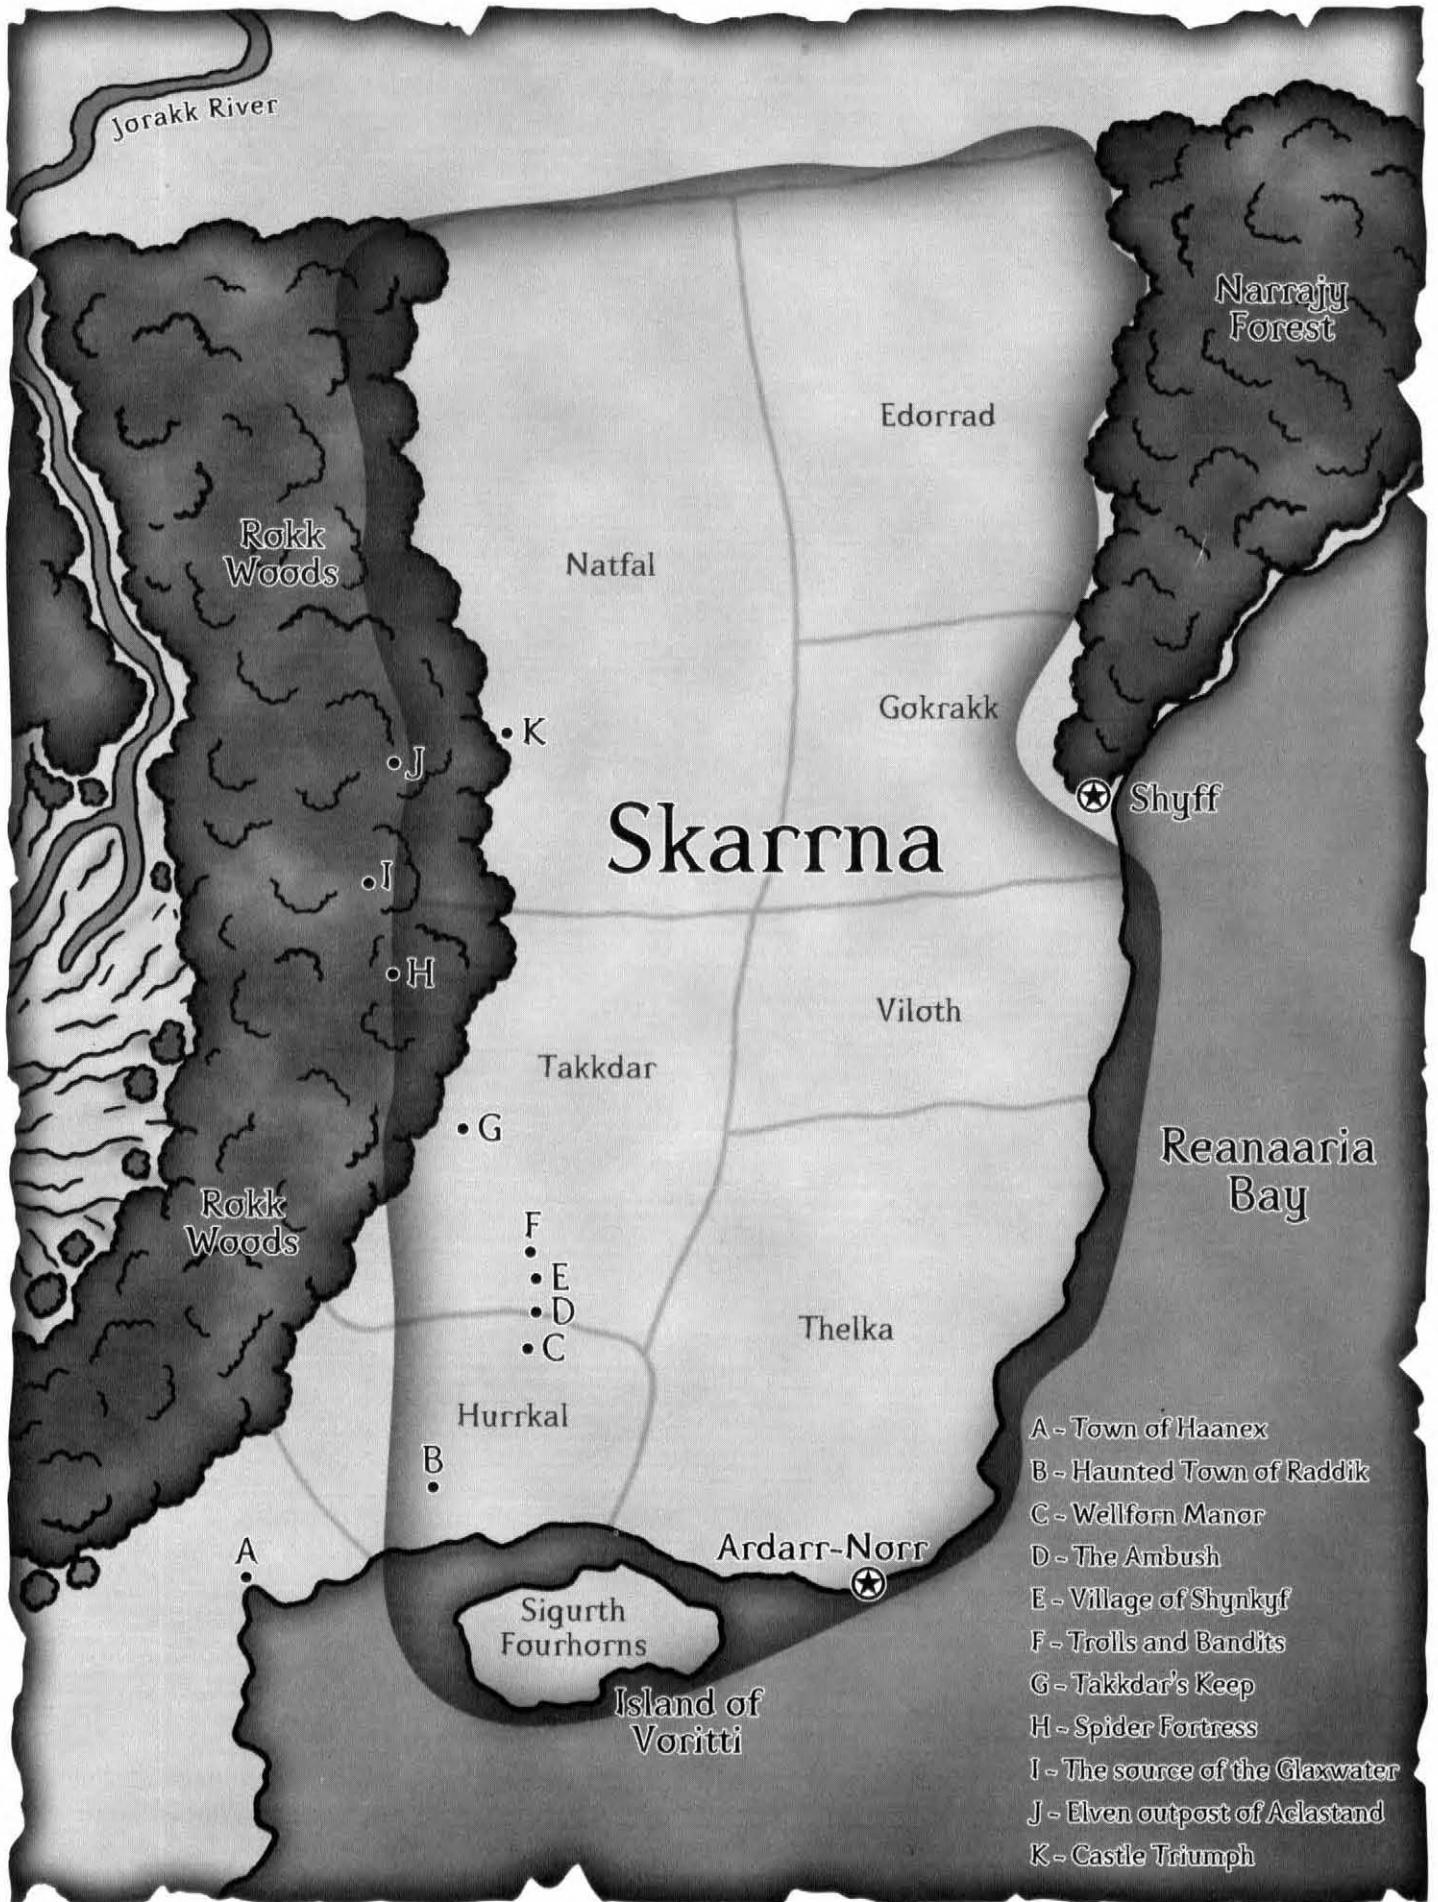 Jorakk River
Narrajy
Forest
Edorrad
Rokk
Woods
Natfal
Gokrakk
K
J
Shyff
Skarrna
I
H
Viloth
Takkdar
G
Reanaaria
Bay
Rokk
Woods
F
E
D
C
Thelka
Hurrkal
B
A
Ardarr-Norr
Sigurth
Fourhorns
Island of
Voritti
A - Town of Haanex
B - Haunted Town of Raddik
C - Wellforn Manor
D - The Ambush
E - Village of Shynkyf
F - Trolls and Bandits
G - Takkdar's Keep
H - Spider Fortress
I - The source of the Glaxwater
J - Elven outpost of Aclastand
K - Castle Triumph